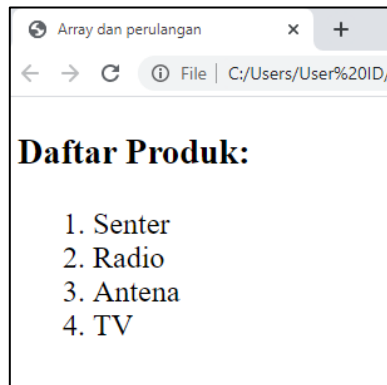 Array dan perulangan
File | C:/Users/User%20ID/
Daftar Produk:
1. Senter
2. Radio
3. Antena
4. TV